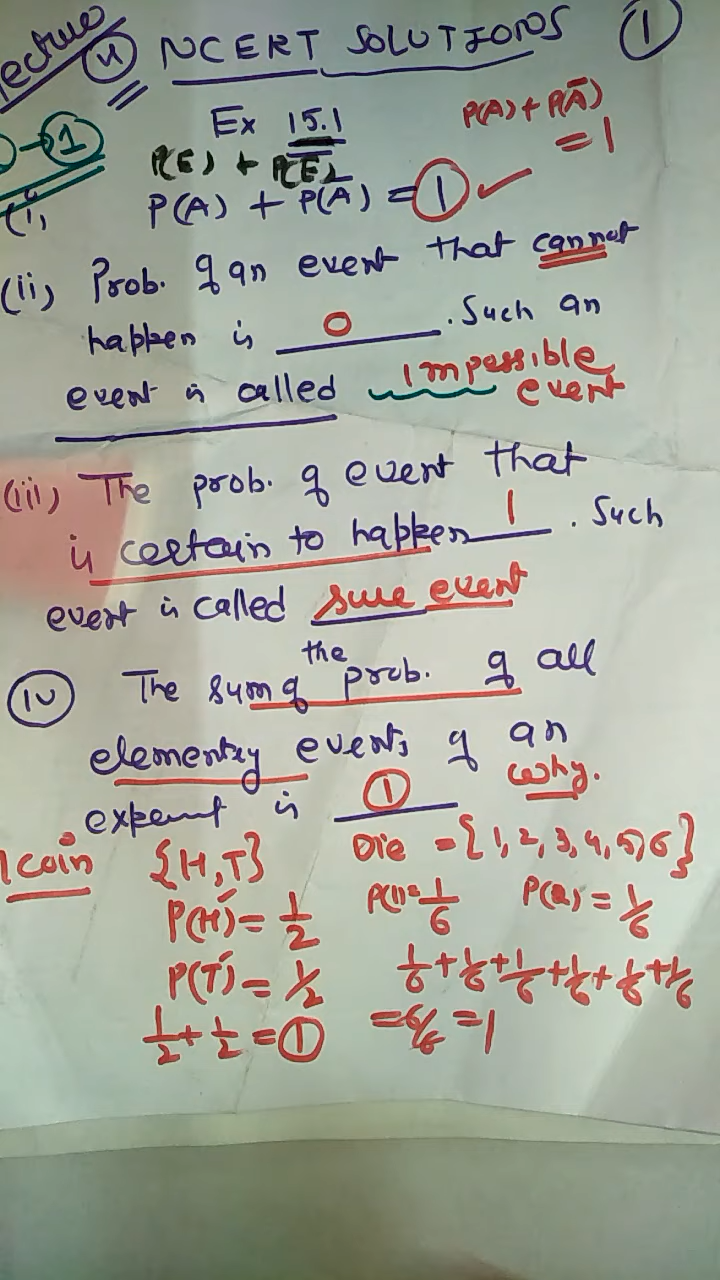 ecture
(4) NCERT SOLUTIONS (1)
Ex 15.1
P(A) + P(Ā)
= 1
→ 1
P(E) + P(Ē)
(i) P(A) + P(Ā) = 1 ✓
(ii) Prob. of an event that cannot
happen is 0. Such an
event is called Impossible
event
(iii) The prob. of event that
is certain to happen 1. Such
event is called sure event
(iv) The sum of the prob. of all
elementry events of an
is 1 Why.
1 coin {H, T} Die = {1, 2, 3, 4, 5, 6}
P(H) = 1/2 P(1) = 1/6 P(2) = 1/6
P(T) = 1/2 1/6 + 1/6 + 1/6 + 1/6 + 1/6 + 1/6
1/2 + 1/2 = 1 = 6/6 = 1